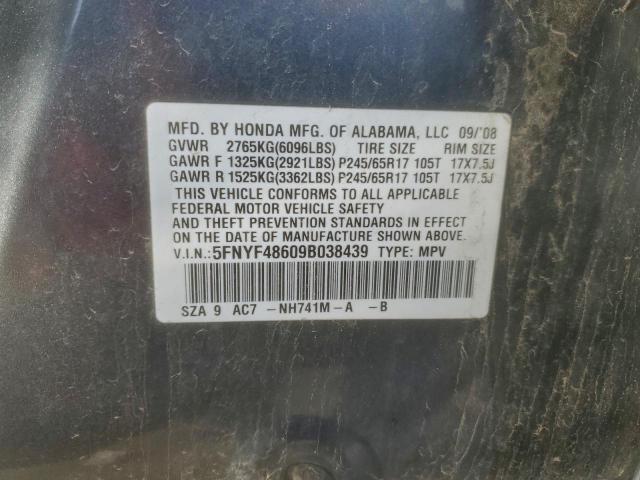 MFD. BY HONDA MFG. OF ALABAMA, LLC 09/'08
GVWR 2765KG(6096LBS) TIRE SIZE RIM SIZE
GAWR F 1325KG(2921LBS) P245/65R17 105T 17X7.5J
GAWR R 1525KG(3362LBS) P245/65R17 105T 17X7.5J
THIS VEHICLE CONFORMS TO ALL APPLICABLE
FEDERAL MOTOR VEHICLE SAFETY
AND THEFT PREVENTION STANDARDS IN EFFECT
ON THE DATE OF MANUFACTURE SHOWN ABOVE.
V.I.N.: 5FNYF48609B038439 TYPE: MPV
SZA 9 AC7 -NH741M-A -B